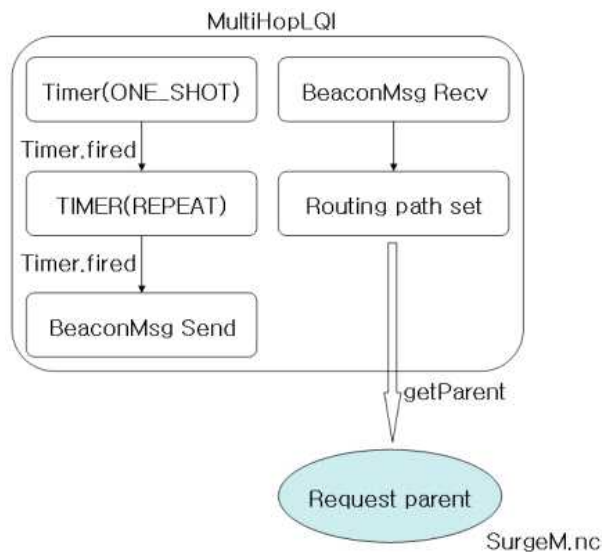 MultiHopLQI
Timer(ONE_SHOT)
BeaconMsg Recv
Timer.fired
TIMER(REPEAT)
Routing path set
Timer.fired
BeaconMsg Send
getParent
Request parent
SurgeM.nc